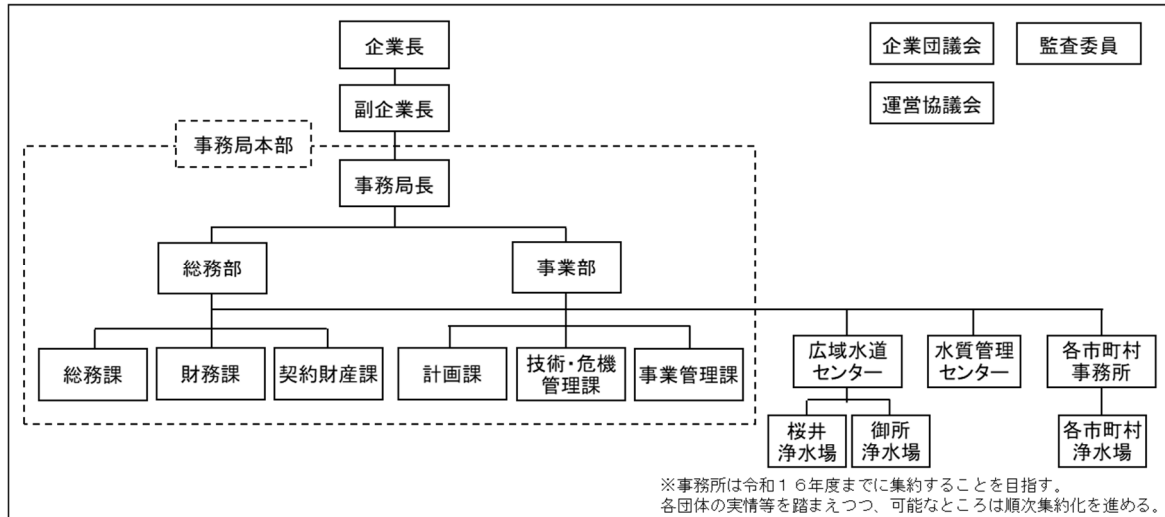 企業長
企業団議会
監査委員
副企業長
運営協議会
事務局本部
事務局長
総務部
事業部
総務課
財務課
契約財産課
計画課
技術・危機
管理課
事業管理課
広域水道
センター
水質管理
センター
各市町村
事務所
桜井
浄水場
御所
浄水場
各市町村
浄水場
※事務所は令和１６年度までに集約することを目指す。
各団体の実情等を踏まえつつ、可能なところは順次集約化を進める。